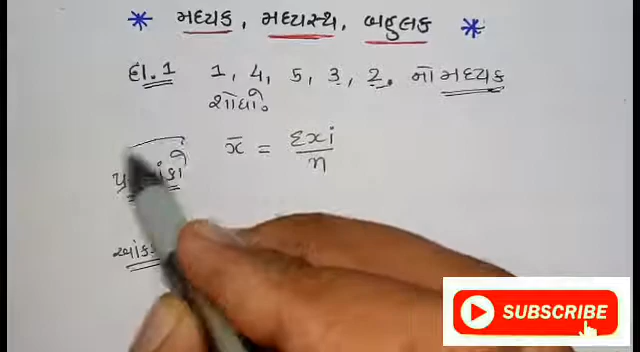 * મધ્યક, મધ્યસ્થ, બહુલક *
દા.1 1, 4, 5, 3, 2. નો મધ્યક
શોધો.
x̄ = Σxi / n
SUBSCRIBE